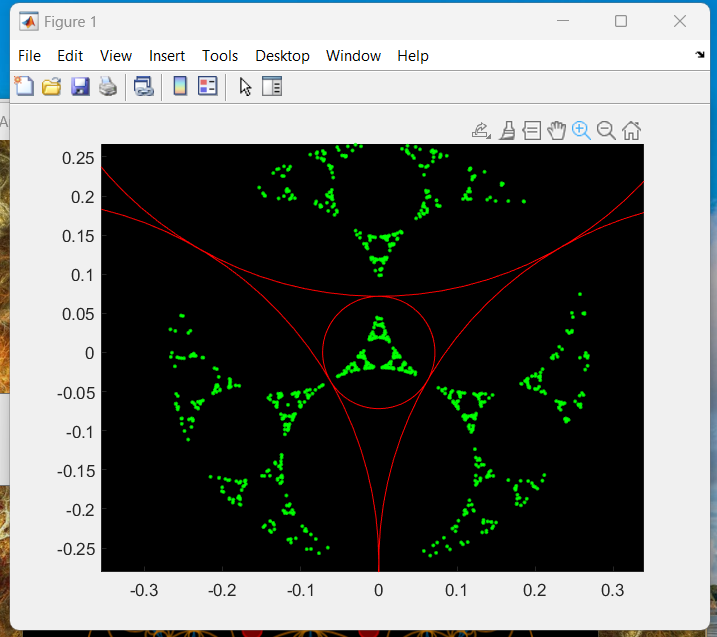 Figure 1
File Edit View Insert Tools Desktop Window Help
A
0.25
0.2
0.15
0.1
0.05
0
-0.05
-0.1
-0.15
-0.2
-0.25
-0.3 -0.2 -0.1 0 0.1 0.2 0.3